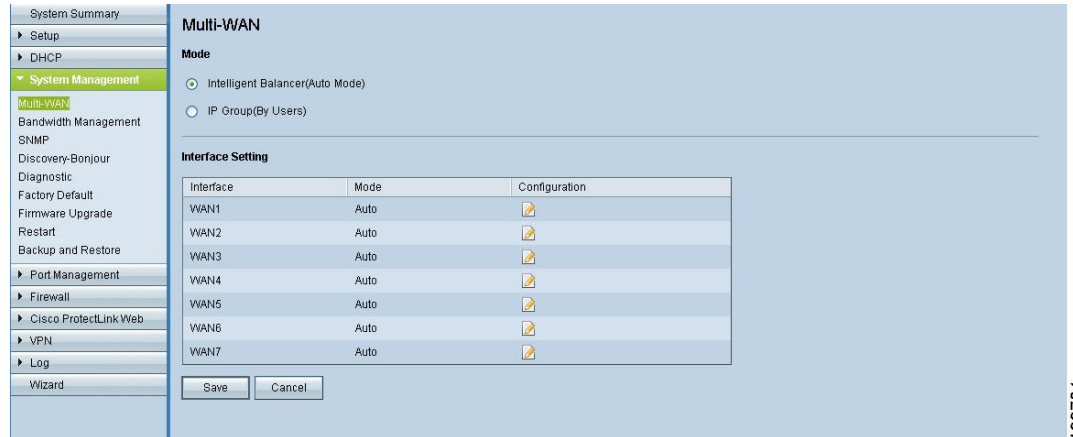 System Summary
Setup
DHCP
System Management
Multi-WAN
Bandwidth Management
SNMP
Discovery-Bonjour
Diagnostic
Factory Default
Firmware Upgrade
Restart
Backup and Restore
Port Management
Firewall
Cisco ProtectLink Web
VPN
Log
Wizard
Multi-WAN
Mode
Intelligent Balancer(Auto Mode)
IP Group(By Users)
Interface Setting
Interface Mode Configuration
WAN1 Auto
WAN2 Auto
WAN3 Auto
WAN4 Auto
WAN5 Auto
WAN6 Auto
WAN7 Auto
Save Cancel